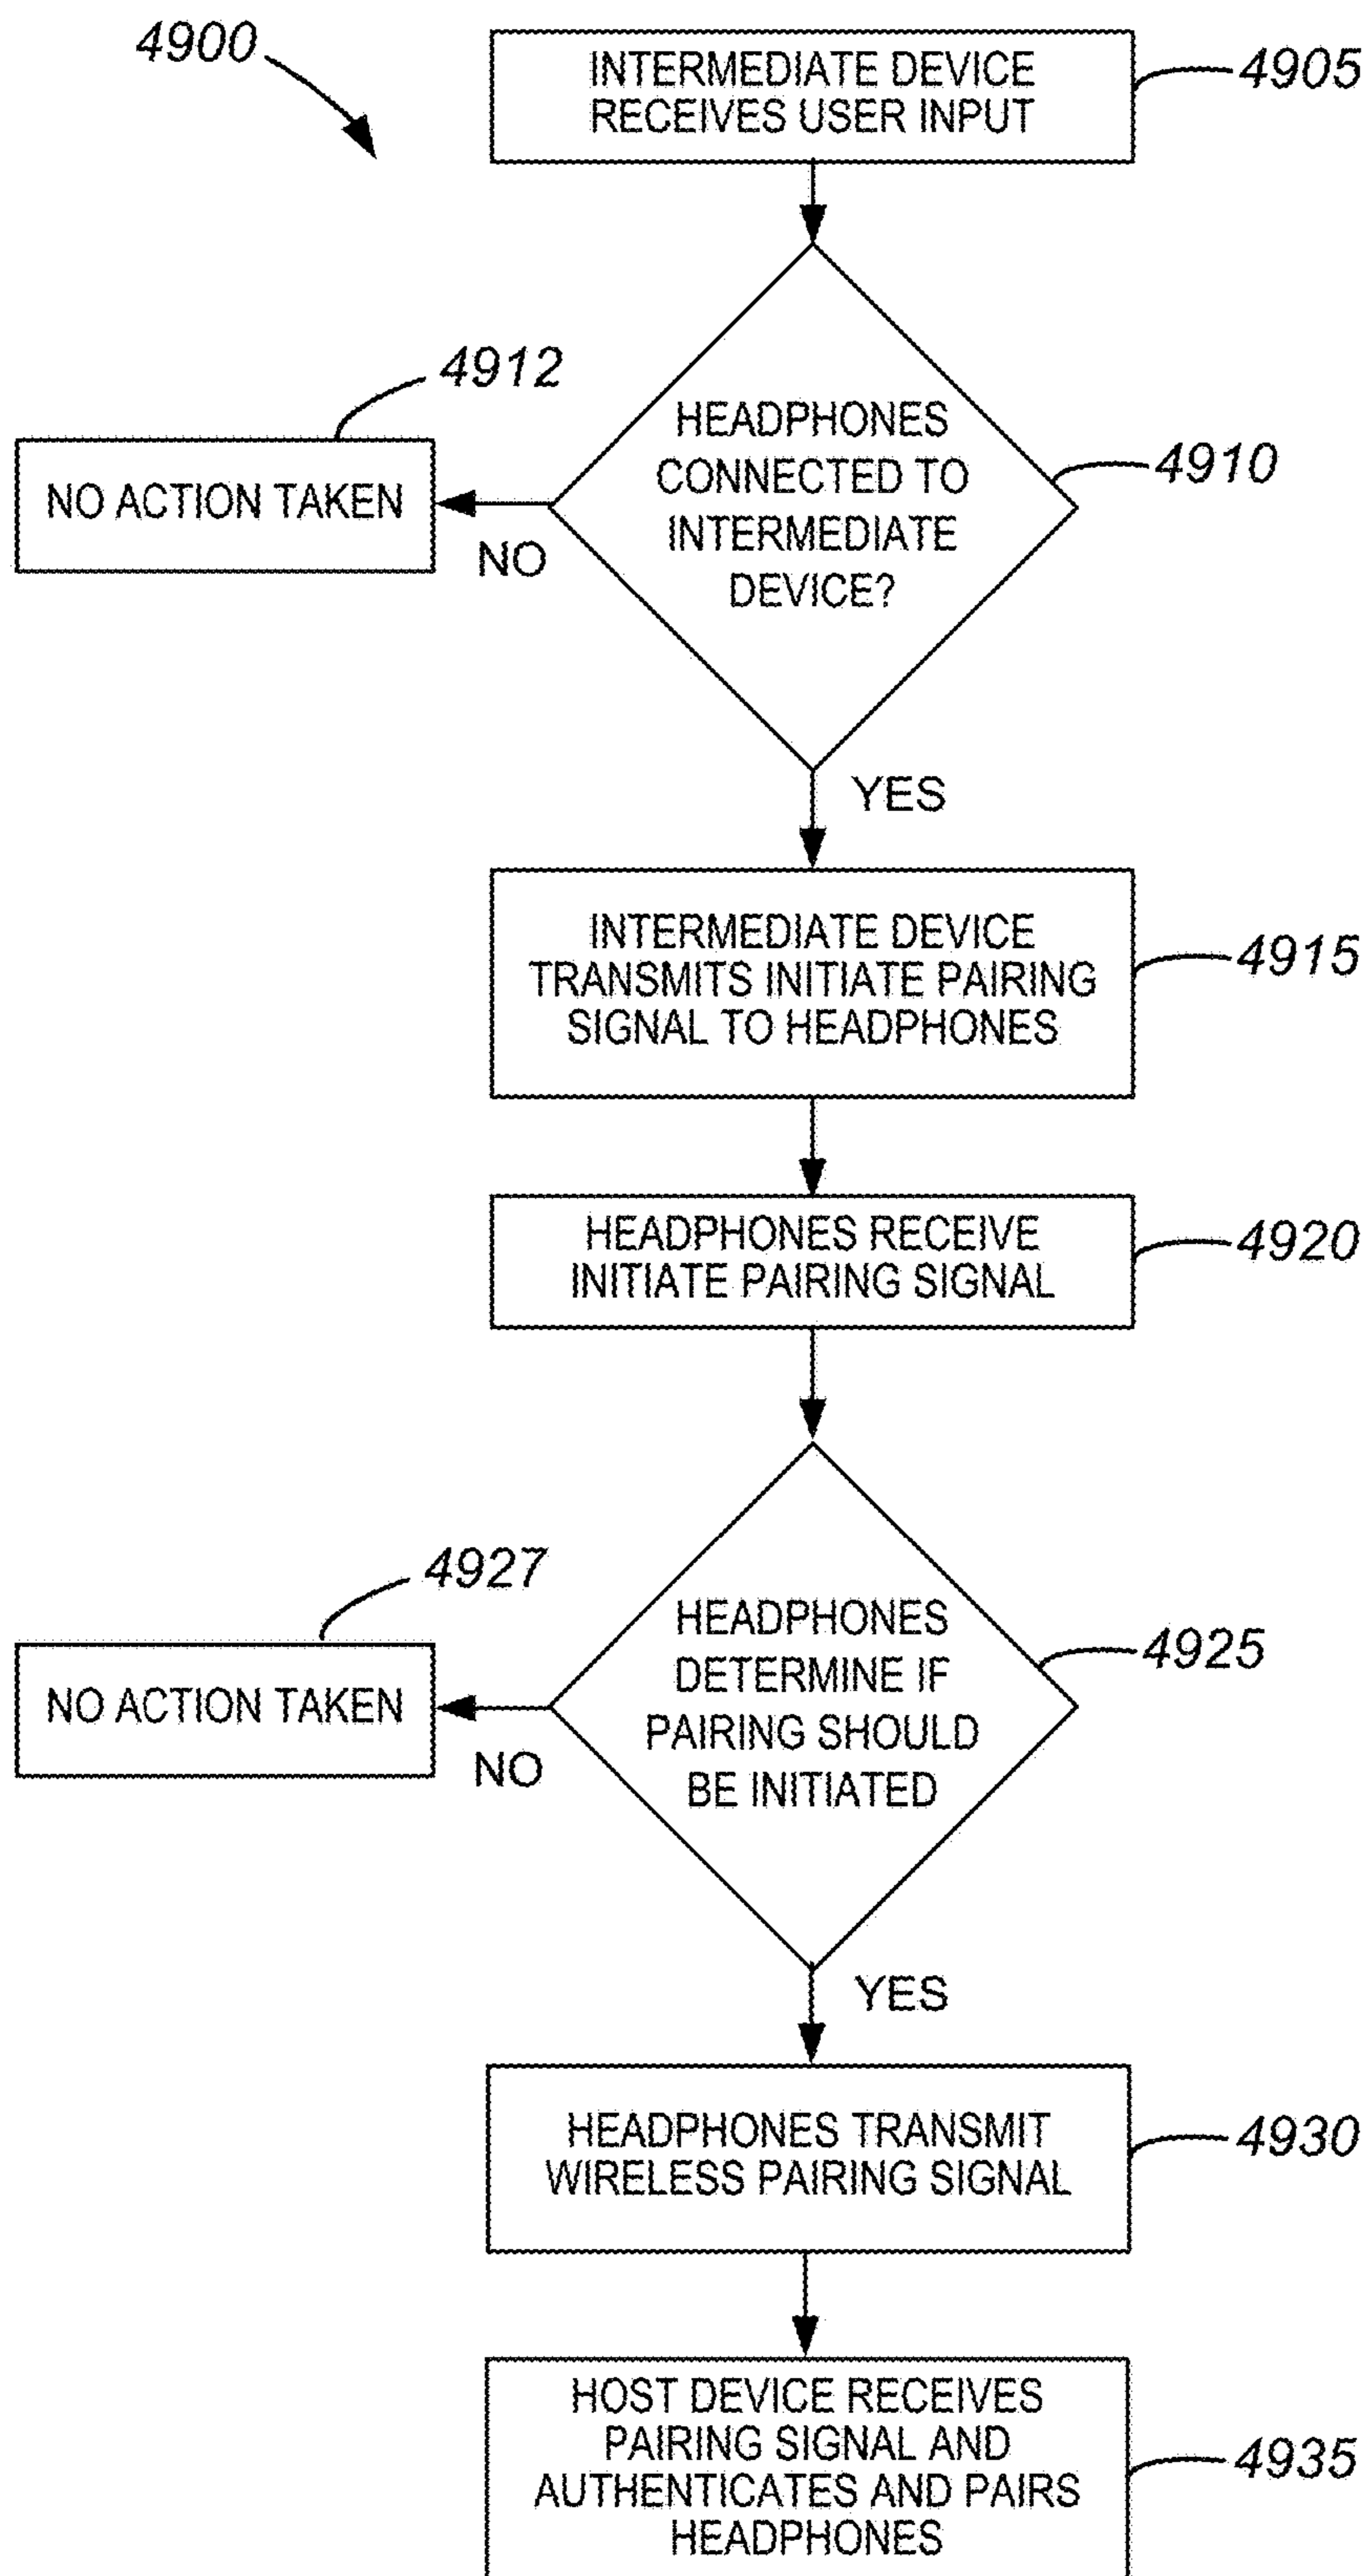 4900
INTERMEDIATE DEVICE
RECEIVES USER INPUT
4905
HEADPHONES
CONNECTED TO
INTERMEDIATE
DEVICE?
4910
4912
NO ACTION TAKEN
NO
YES
INTERMEDIATE DEVICE
TRANSMITS INITIATE PAIRING
SIGNAL TO HEADPHONES
4915
HEADPHONES RECEIVE
INITIATE PAIRING SIGNAL
4920
HEADPHONES
DETERMINE IF
PAIRING SHOULD
BE INITIATED
4925
4927
NO ACTION TAKEN
NO
YES
HEADPHONES TRANSMIT
WIRELESS PAIRING SIGNAL
4930
HOST DEVICE RECEIVES
PAIRING SIGNAL AND
AUTHENTICATES AND PAIRS
HEADPHONES
4935